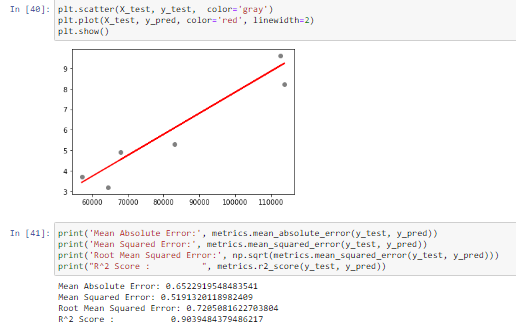 In [40]: plt.scatter(X_test, y_test,  color='gray')
plt.plot(X_test, y_pred, color='red', linewidth=2)
plt.show()
9
8
7
6
5
4
3
60000 70000 80000 90000 100000 110000
In [41]: print('Mean Absolute Error:', metrics.mean_absolute_error(y_test, y_pred))
print('Mean Squared Error:', metrics.mean_squared_error(y_test, y_pred))
print('Root Mean Squared Error:', np.sqrt(metrics.mean_squared_error(y_test, y_pred)))
print("R^2 Score :           ", metrics.r2_score(y_test, y_pred))
Mean Absolute Error: 0.6522919548483541
Mean Squared Error: 0.5191320118982409
Root Mean Squared Error: 0.7205081622703804
R^2 Score :            0.9039484379486217